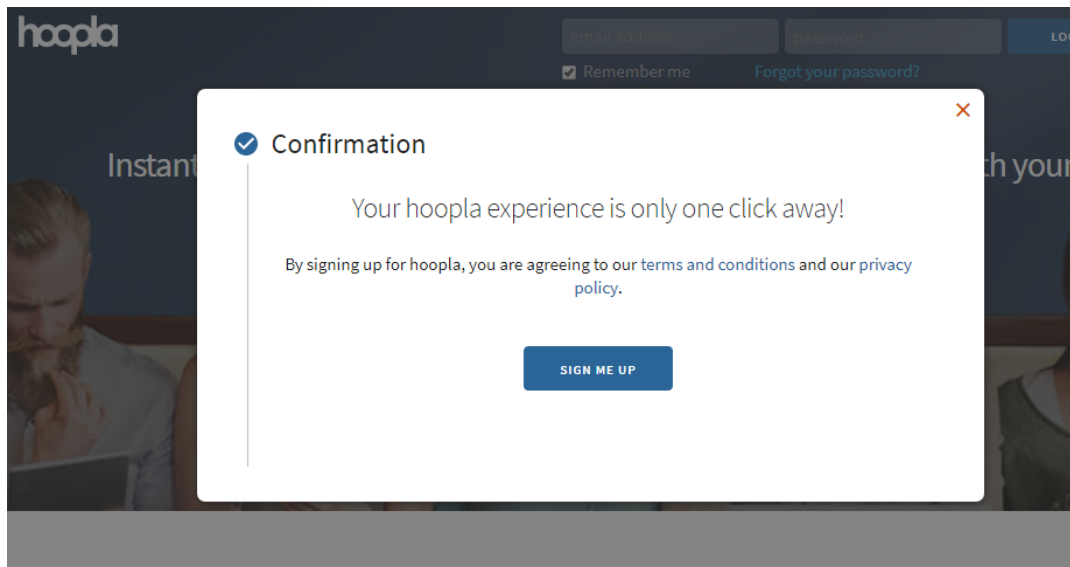 hoopla
email address
password
LO
Remember me
Forgot your password?
Confirmation
Instant
th your
Your hoopla experience is only one click away!
By signing up for hoopla, you are agreeing to our terms and conditions and our privacy
policy.
SIGN ME UP